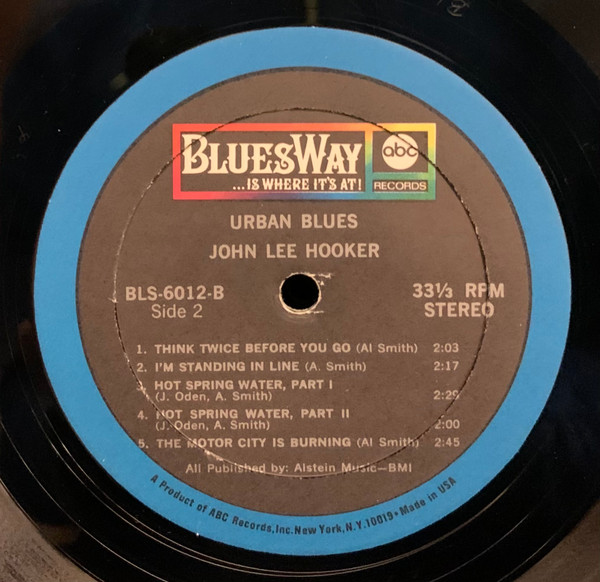 BLUESWAY
...IS WHERE IT'S AT!
abc
RECORDS
URBAN BLUES
JOHN LEE HOOKER
BLS-6012-B
Side 2
33⅓ RPM
STEREO
1. THINK TWICE BEFORE YOU GO (Al Smith) 2:03
2. I'M STANDING IN LINE (A. Smith) 2:17
3. HOT SPRING WATER, PART I
(J. Oden, A. Smith) 2:29
4. HOT SPRING WATER, PART II
(J. Oden, A. Smith) 2:00
5. THE MOTOR CITY IS BURNING (Al Smith) 2:45
All Published by: Alstein Music—BMI
A Product of ABC Records, Inc. New York, N.Y. 10019 • Made in USA